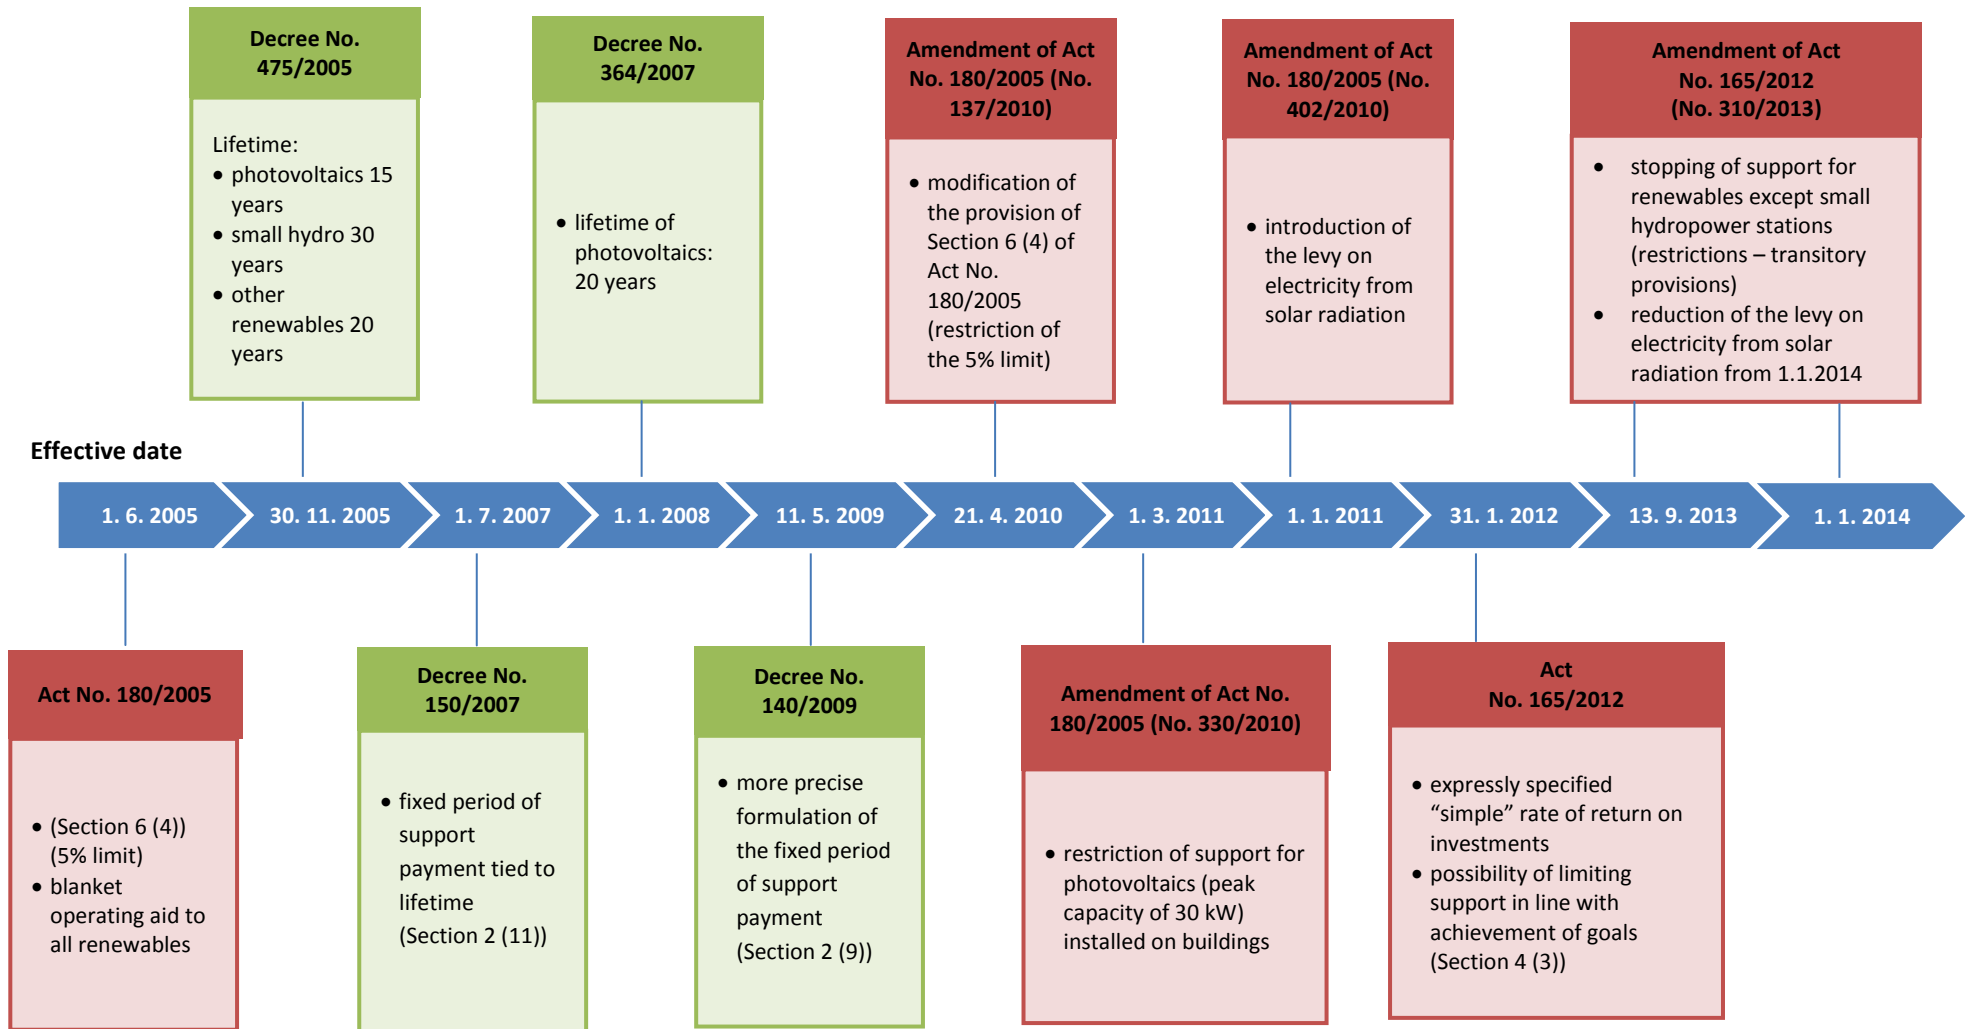 Decree No.
475/2005
Lifetime:
• photovoltaics 15
years
• small hydro 30
years
• other
renewables 20
years
Decree No.
364/2007
• lifetime of
photovoltaics:
20 years
Amendment of Act
No. 180/2005 (No.
137/2010)
• modification of
the provision of
Section 6 (4) of
Act No.
180/2005
(restriction of
the 5% limit)
Amendment of Act
No. 180/2005 (No.
402/2010)
• introduction of
the levy on
electricity from
solar radiation
Amendment of Act
No. 165/2012
(No. 310/2013)
• stopping of support for
renewables except small
hydropower stations
(restrictions – transitory
provisions)
• reduction of the levy on
electricity from solar
radiation from 1.1.2014
Effective date
1. 6. 2005
30. 11. 2005
1. 7. 2007
1. 1. 2008
11. 5. 2009
21. 4. 2010
1. 3. 2011
1. 1. 2011
31. 1. 2012
13. 9. 2013
1. 1. 2014
Act No. 180/2005
• (Section 6 (4))
(5% limit)
• blanket
operating aid to
all renewables
Decree No.
150/2007
• fixed period of
support
payment tied to
lifetime
(Section 2 (11))
Decree No.
140/2009
• more precise
formulation of
the fixed period
of support
payment
(Section 2 (9))
Amendment of Act No.
180/2005 (No. 330/2010)
• restriction of support for
photovoltaics (peak
capacity of 30 kW)
installed on buildings
Act
No. 165/2012
• expressly specified
“simple” rate of return on
investments
• possibility of limiting
support in line with
achievement of goals
(Section 4 (3))